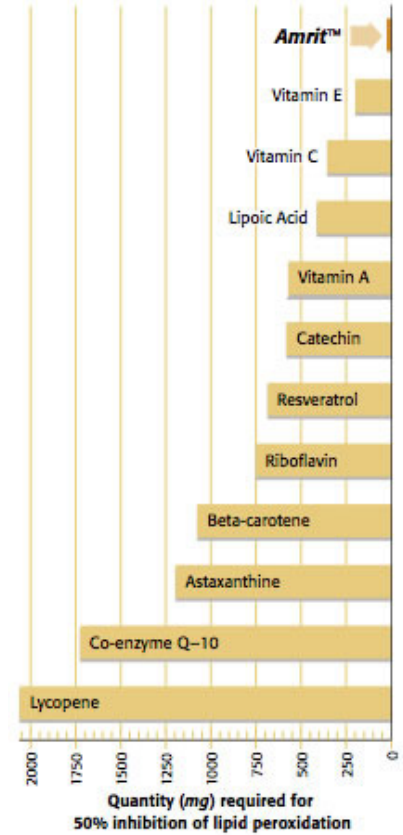 Amrit™
Vitamin E
Vitamin C
Lipoic Acid
Vitamin A
Catechin
Resveratrol
Riboflavin
Beta-carotene
Astaxanthine
Co-enzyme Q–10
Lycopene
2000 1750 1500 1250 1000 750 500 250 0
Quantity (mg) required for
50% inhibition of lipid peroxidation